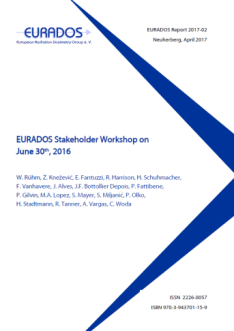 EURADOS
European Radiation Dosimetry Group e. V.
EURADOS Report 2017-02
Neuherberg, April 2017
EURADOS Stakeholder Workshop on
June 30th, 2016
W. Rühm, Z. Knežević, E. Fantuzzi, R. Harrison, H. Schuhmacher,
F. Vanhavere, J. Alves, J.F. Bottollier Depois, P. Fattibene,
P. Gilvin, M.A. Lopez, S. Mayer, S. Miljanić, P. Olko,
H. Stadtmann, R. Tanner, A. Vargas, C. Woda
ISSN 2226-8057
ISBN 978-3-943701-15-9